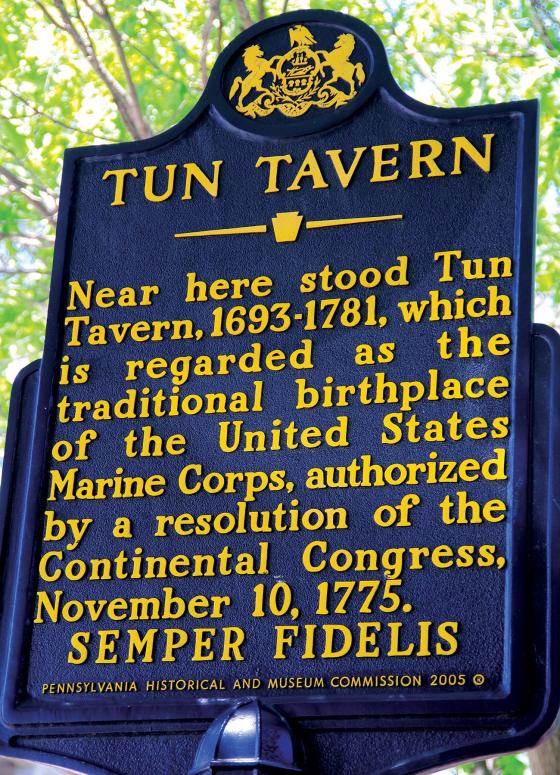 TUN TAVERN
Near here stood Tun
Tavern, 1693-1781, which
is regarded as the
traditional birthplace
of the United States
Marine Corps, authorized
by a resolution of the
Continental Congress,
November 10, 1775.
SEMPER FIDELIS
PENNSYLVANIA HISTORICAL AND MUSEUM COMMISSION 2005 ®